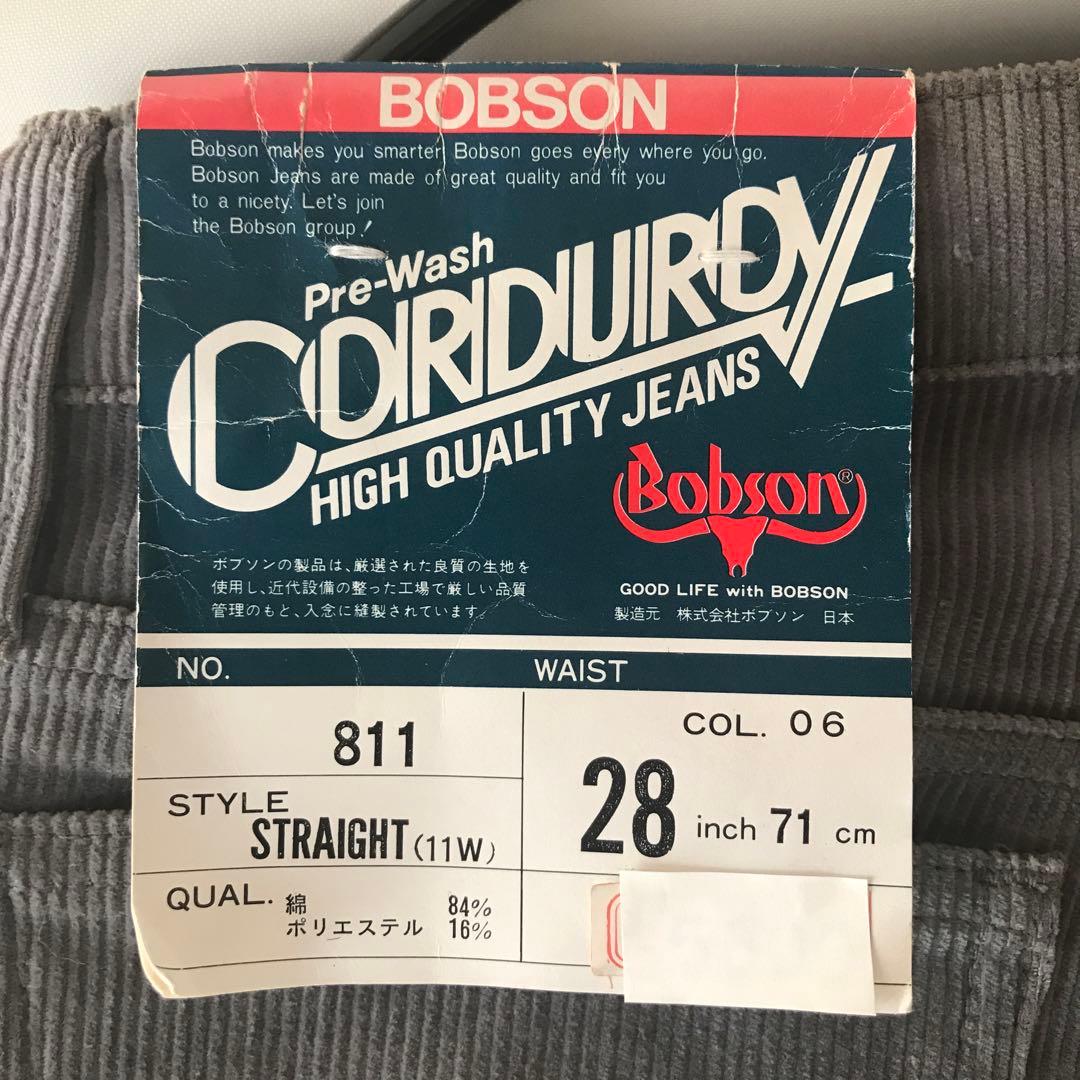 BOBSON
Bobson makes you smarter, Bobson goes every where you go.
Bobson Jeans are made of great quality and fit you
to a nicety. Let's join
the Bobson group!
Pre-Wash
CORDUROY
HIGH QUALITY JEANS
Bobson®
ボブソンの製品は、厳選された良質の生地を
使用し、近代設備の整った工場で厳しい品質
管理のもと、入念に縫製されています。
GOOD LIFE with BOBSON
製造元 株式会社ボブソン 日本
NO.
WAIST
811
COL. 06
28 inch 71 cm
STYLE
STRAIGHT (11W)
QUAL. 綿 84%
ポリエステル 16%